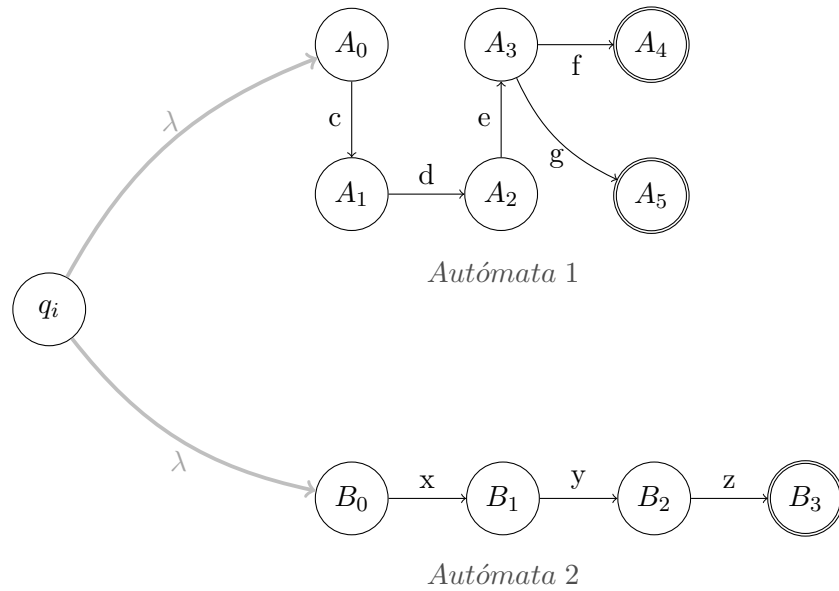 A₀ A₃ A₄
f
λ c e
g
d
A₁ A₂ A₅
Autómata 1
qᵢ
λ
x y z
B₀ B₁ B₂ B₃
Autómata 2